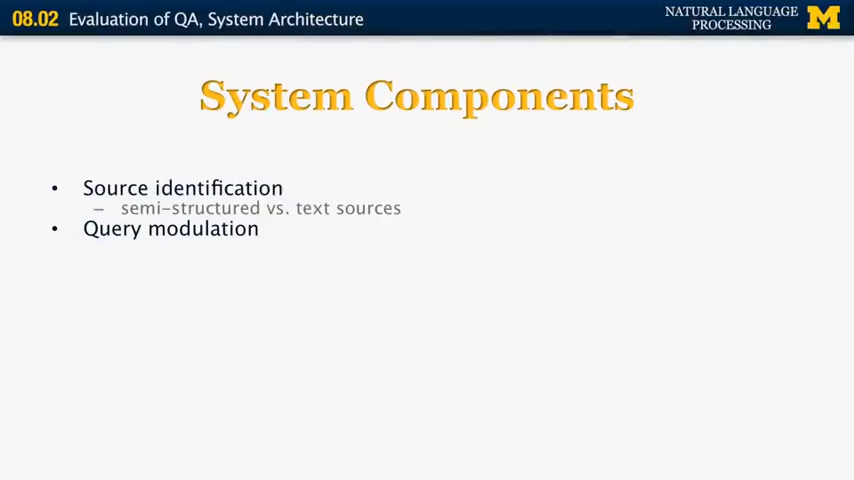 08.02 Evaluation of QA, System Architecture
NATURAL LANGUAGE
PROCESSING
M
System Components
• Source identification
– semi-structured vs. text sources
• Query modulation